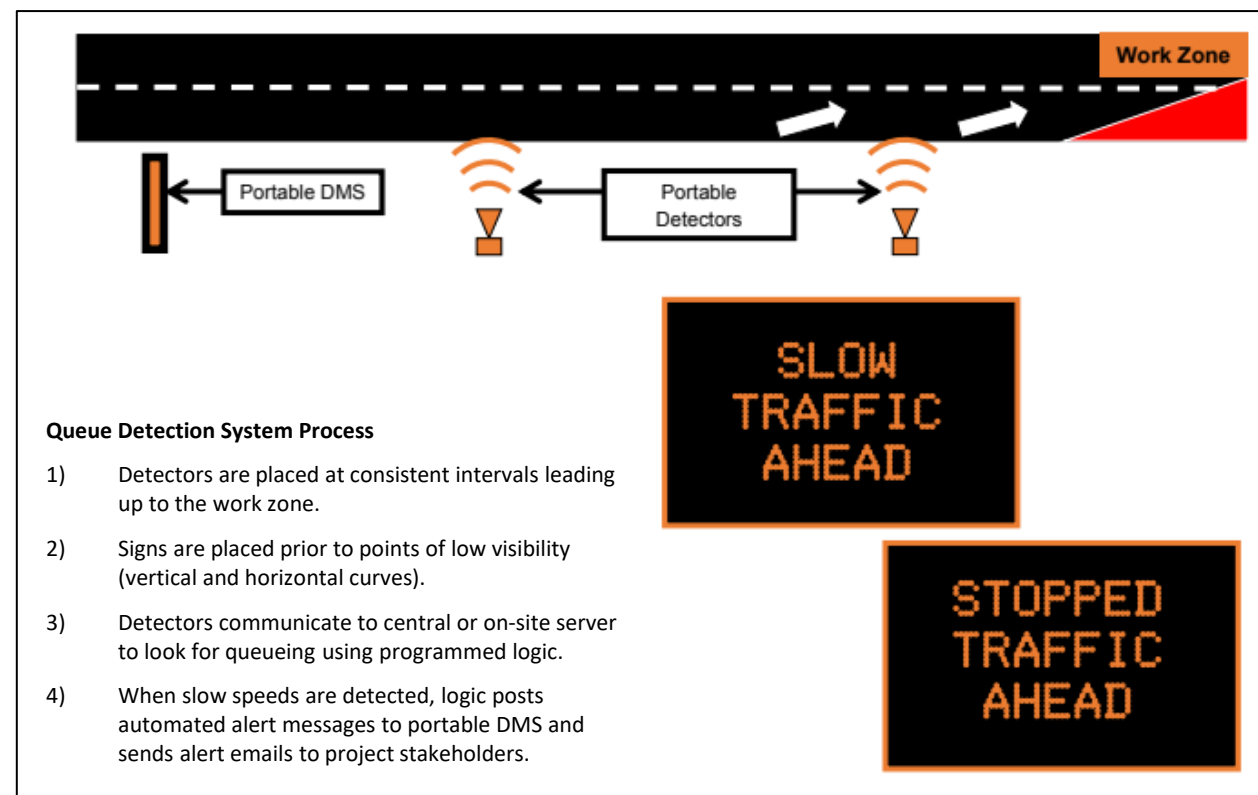 Work Zone
Portable DMS
Portable
Detectors
SLOW
TRAFFIC
AHEAD
Queue Detection System Process
1) Detectors are placed at consistent intervals leading
up to the work zone.
2) Signs are placed prior to points of low visibility
(vertical and horizontal curves).
3) Detectors communicate to central or on-site server
to look for queueing using programmed logic.
4) When slow speeds are detected, logic posts
automated alert messages to portable DMS and
sends alert emails to project stakeholders.
STOPPED
TRAFFIC
AHEAD